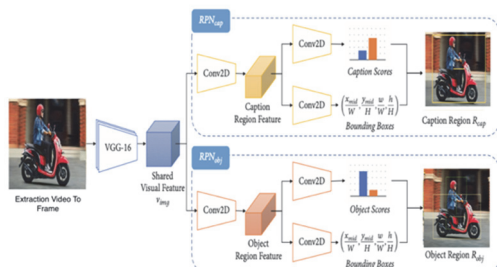 RPN_cap
Conv2D
Conv2D
Caption
Region Feature
Conv2D
Caption Scores
(x_mid/W, y_mid/H, w/W, h/H)
Bounding Boxes
Caption Region R_cap
Extraction Video To
Frame
VGG-16
Shared
Visual Feature
v_img
RPN_obj
Conv2D
Conv2D
Object
Region Feature
Conv2D
Object Scores
(x_mid/W, y_mid/H, w/W, h/H)
Bounding Boxes
Object Region R_obj